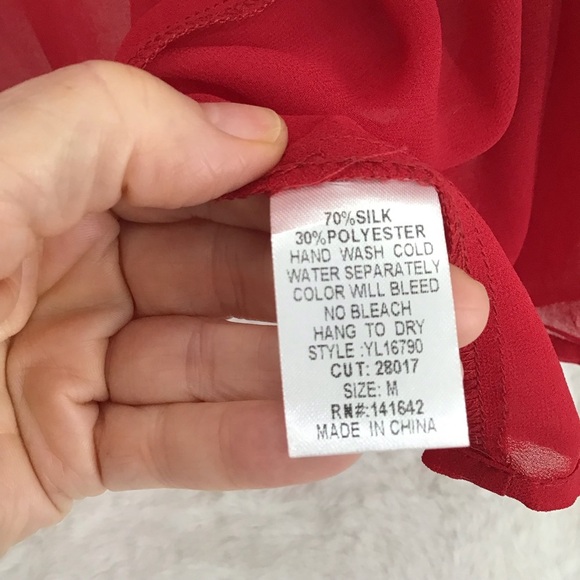 70%SILK
30%POLYESTER
HAND WASH COLD
WATER SEPARATELY
COLOR WILL BLEED
NO BLEACH
HANG TO DRY
STYLE :YL16790
CUT: 28017
SIZE: M
RN#:141642
MADE IN CHINA